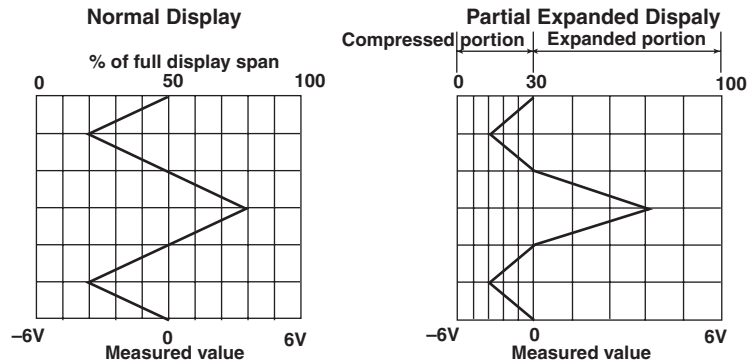 Normal Display
% of full display span
0 50 100
–6V 0 6V
Measured value
Partial Expanded Dispaly
Compressed portion Expanded portion
0 30 100
–6V 0 6V
Measured value